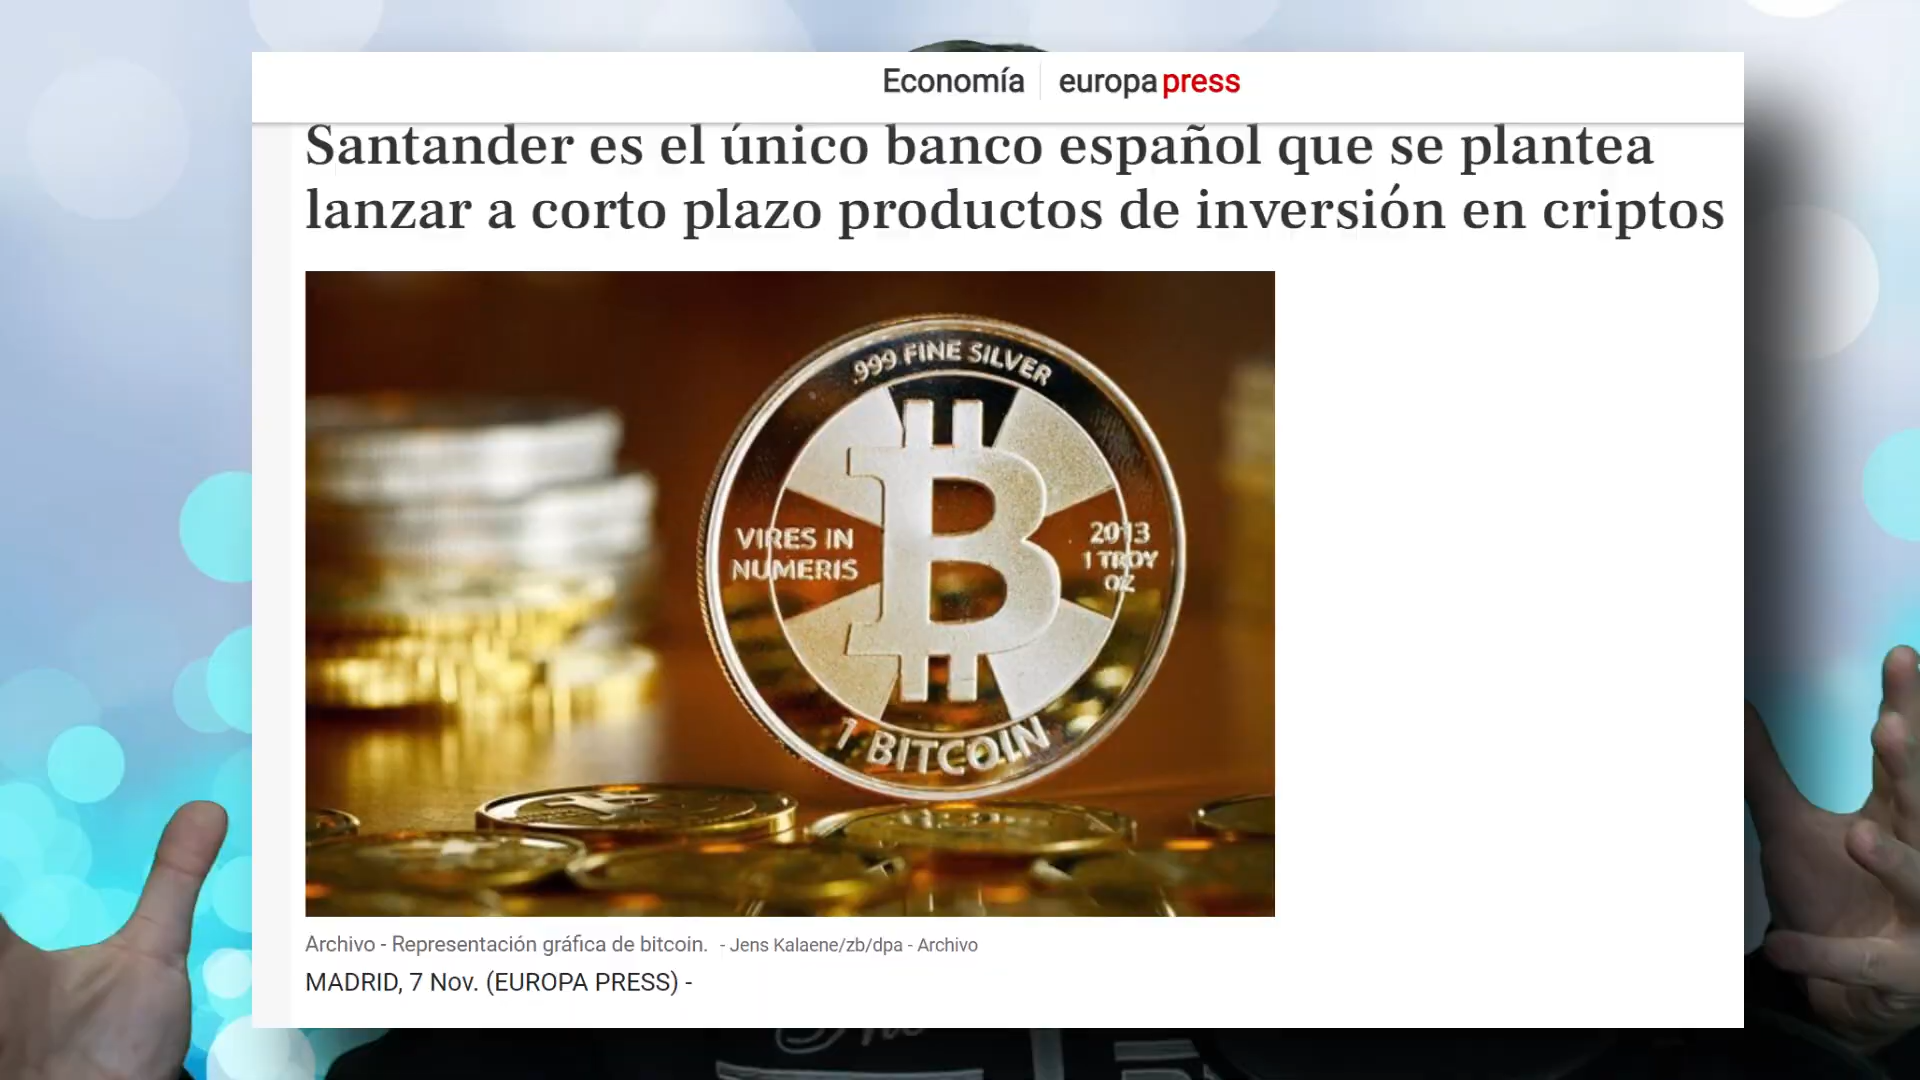 Economía europapress
Santander es el único banco español que se plantea
lanzar a corto plazo productos de inversión en criptos
.999 FINE SILVER
VIRES IN
NUMERIS
2013
1 TROY
OZ
1 BITCOIN
Archivo - Representación gráfica de bitcoin. - Jens Kalaene/zb/dpa - Archivo
MADRID, 7 Nov. (EUROPA PRESS) -